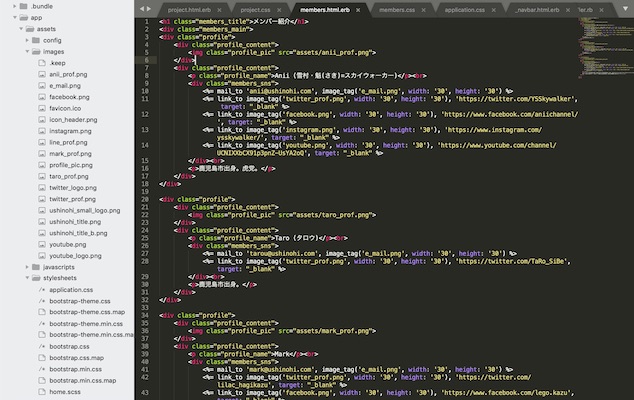 .bundle
app
assets
config
images
.keep
anii_prof.png
e_mail.png
facebook.png
favicon.ico
icon_header.png
instagram.png
line_prof.png
mark_prof.png
profile_pic.png
taro_prof.png
twitter_logo.png
twitter_prof.png
ushinohi_small_logo.png
ushinohi_title.png
ushinohi_title_b.png
youtube.png
youtube_logo.png
javascripts
stylesheets
application.css
bootstrap-theme.css
bootstrap-theme.css.map
bootstrap-theme.min.css
bootstrap-theme.min.css.ma
bootstrap.css
bootstrap.css.map
bootstrap.min.css
bootstrap.min.css.map
home.scss
project.html.erb
project.css
members.html.erb
members.css
application.css
_navbar.html.erb
1 <h1 class="members_title">メンバー紹介</h1>
2 <div class="members_main">
3 <div class="profile">
4 <div class="profile_content">
5 <img class="profile_pic" src="assets/anii_prof.png">
6 </div>
7 <div class="profile_content">
8 <p class="profile_name">Anii (雪村・魁(さき)=スカイウォーカー)</p><br>
9 <div class="members_sns">
10 <%= mail_to 'anii@ushinohi.com', image_tag('e_mail.png', width: '30', height: '30') %>
11 <%= link_to image_tag('twitter_prof.png', width: '30', height: '30'), 'https://twitter.com/YSSkywalker',
target: "_blank" %>
12 <%= link_to image_tag('facebook.png', width: '30', height: '30'), 'https://www.facebook.com/aniichannel/
', target: "_blank" %>
13 <%= link_to image_tag('instagram.png', width: '30', height: '30'), 'https://www.instagram.com/
ysskywalker/', target: "_blank" %>
14 <%= link_to image_tag('youtube.png', width: '30', height: '30'), 'https://www.youtube.com/channel/
UCNIXXbCX91p3pnZ-UsYA2oQ', target: "_blank" %>
15 </div><br>
16 <p>鹿児島市出身。虎党。</p>
17 </div>
18 </div>
19
20 <div class="profile">
21 <div class="profile_content">
22 <img class="profile_pic" src="assets/taro_prof.png">
23 </div>
24 <div class="profile_content">
25 <p class="profile_name">Taro (タロウ)</p><br>
26 <div class="members_sns">
27 <%= mail_to 'tarou@ushinohi.com', image_tag('e_mail.png', width: '30', height: '30') %>
28 <%= link_to image_tag('twitter_prof.png', width: '30', height: '30'), 'https://twitter.com/TaRo_SiBe',
target: "_blank" %>
29 </div><br>
30 <p>鹿児島市出身。</p>
31 </div>
32 </div>
33
34 <div class="profile">
35 <div class="profile_content">
36 <img class="profile_pic" src="assets/mark_prof.png">
37 </div>
38 <div class="profile_content">
39 <p class="profile_name">Mark</p><br>
40 <div class="members_sns">
41 <%= mail_to 'mark@ushinohi.com', image_tag('e_mail.png', width: '30', height: '30') %>
42 <%= link_to image_tag('twitter_prof.png', width: '30', height: '30'), 'https://twitter.com/
lilac_hagikazu', target: "_blank" %>
43 <%= link_to image_tag('facebook.png', width: '30', height: '30'), 'https://www.facebook.com/lego.kazu',